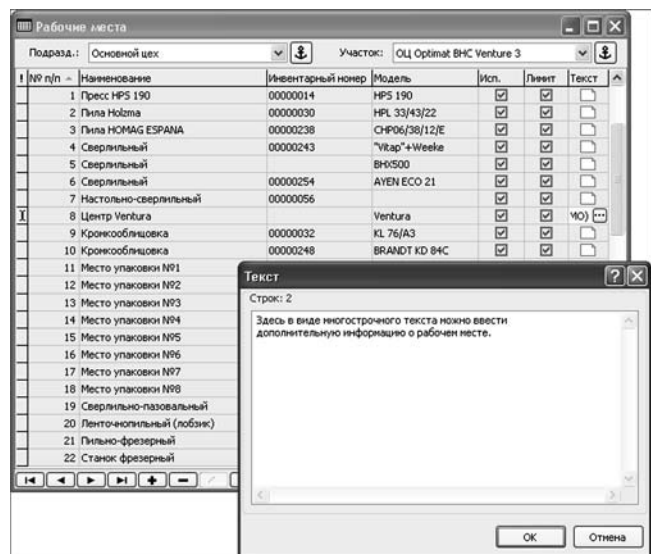 Рабочие места
Подразд.: Основной цех Участок: ОЦ Optimat BHC Venture 3
! № п/п Наименование Инвентарный номер Модель Исп. Лимит Текст
1 Пресс HPS 190 00000014 HPS 190
2 Пила Holzma 00000030 HPL 33/43/22
3 Пила HOMAG ESPANA 00000238 CHP06/38/12/E
4 Сверлильный 00000243 "Vitap"+Weeke
5 Сверлильный BHX500
6 Сверлильный 00000254 AYEN ECO 21
7 Настольно-сверлильный 00000056
8 Центр Ventura Ventura МО) ...
9 Кромкооблицовка 00000032 KL 76/A3
10 Кромкооблицовка 00000248 BRANDT KD 84C
11 Место упаковки №1
12 Место упаковки №2
13 Место упаковки №3
14 Место упаковки №4
15 Место упаковки №5
16 Место упаковки №6
17 Место упаковки №7
18 Место упаковки №8
19 Сверлильно-пазовальный
20 Ленточнопильный (лобзик)
21 Пильно-фрезерный
22 Станок фрезерный
Текст
Строк: 2
Здесь в виде многострочного текста можно ввести
дополнительную информацию о рабочем месте.
OK Отмена